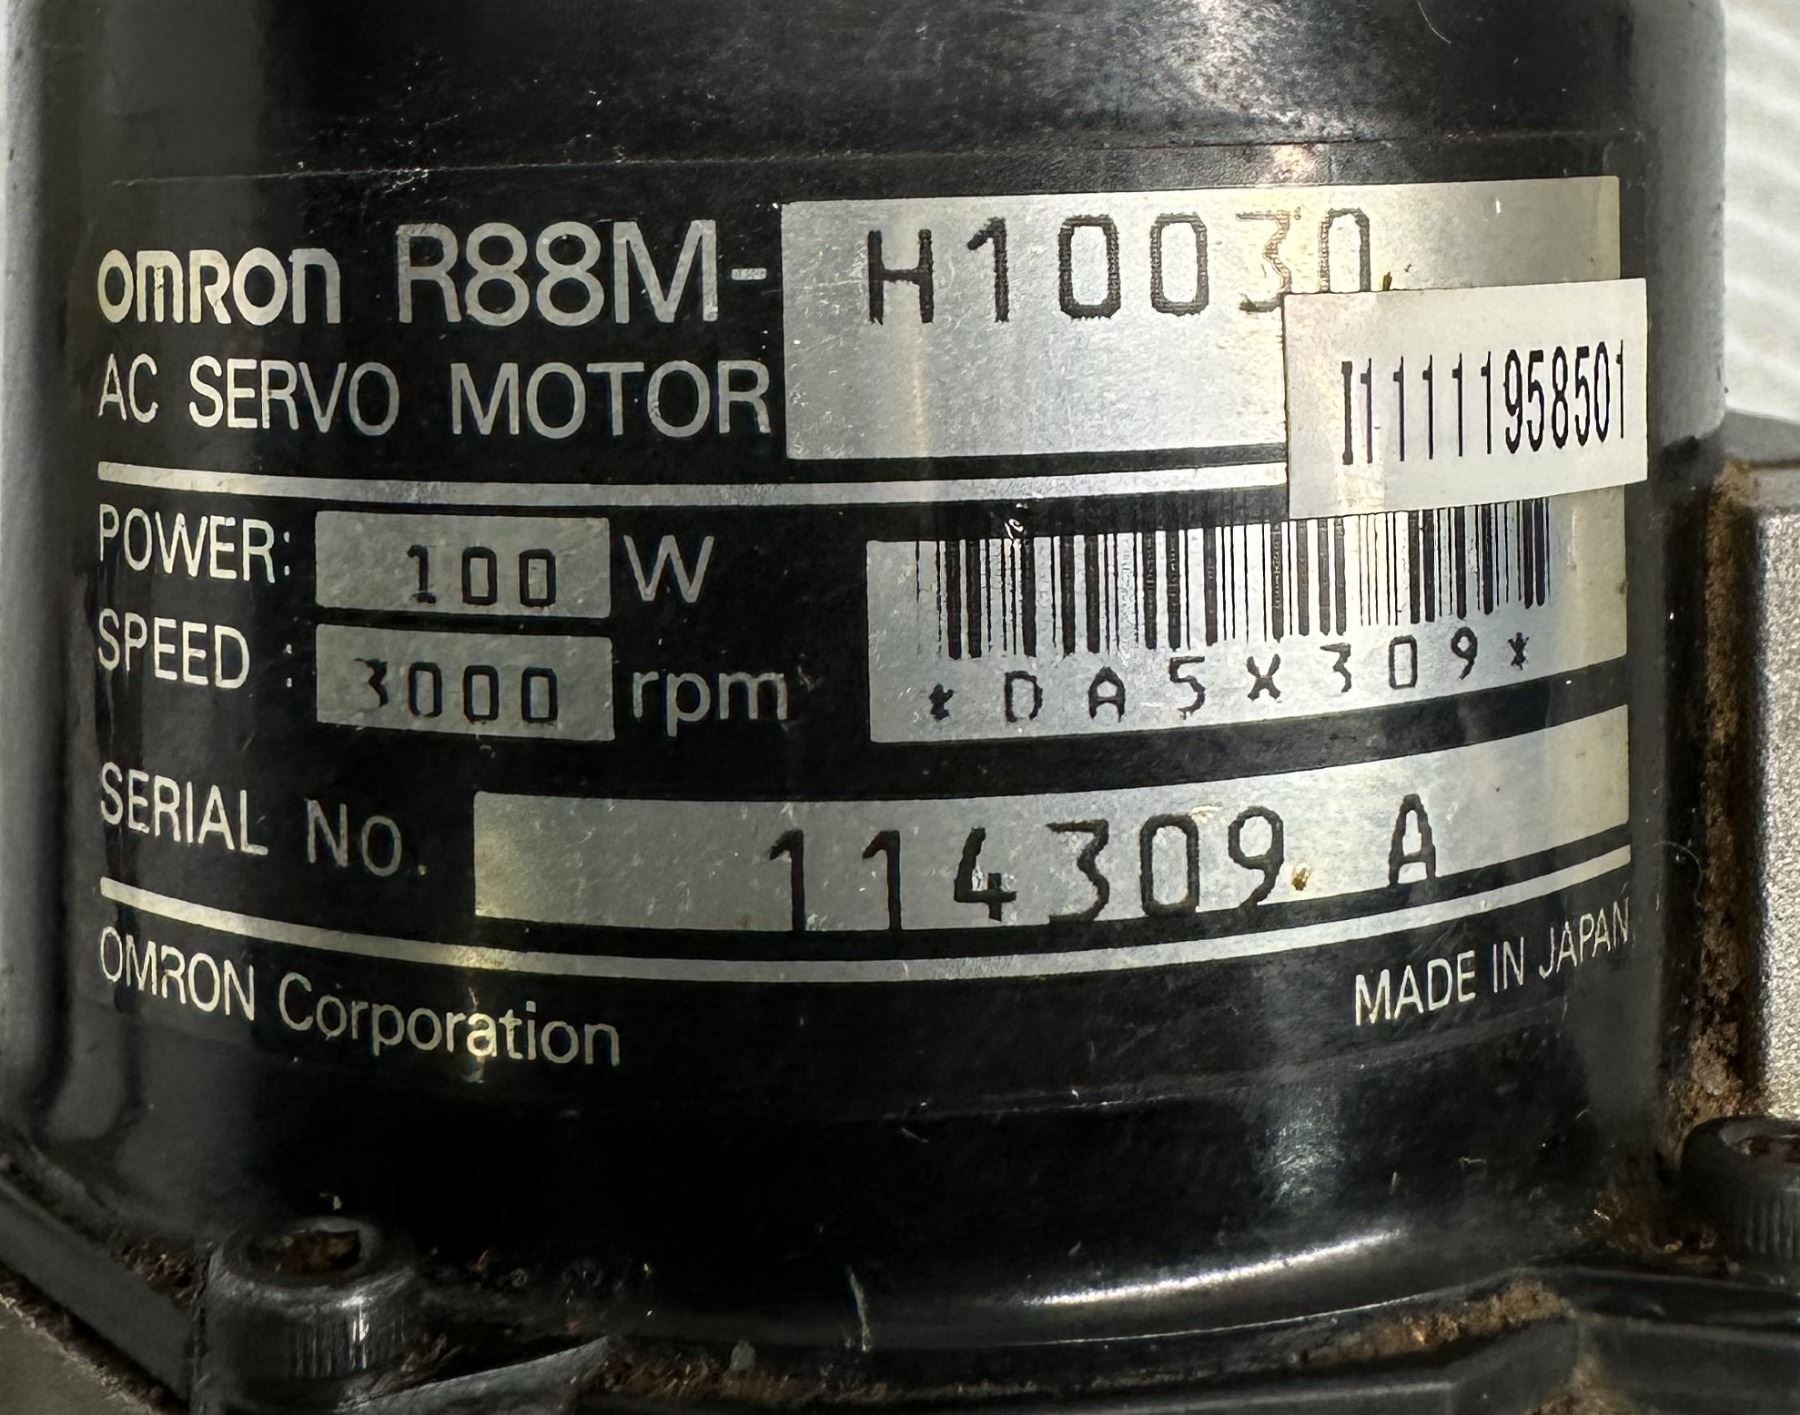 omron R88M-H10030
AC SERVO MOTOR
I11111958501
POWER: 100 W
SPEED : 3000 rpm
*DA5X309*
SERIAL NO. 114309 A
OMRON Corporation
MADE IN JAPAN